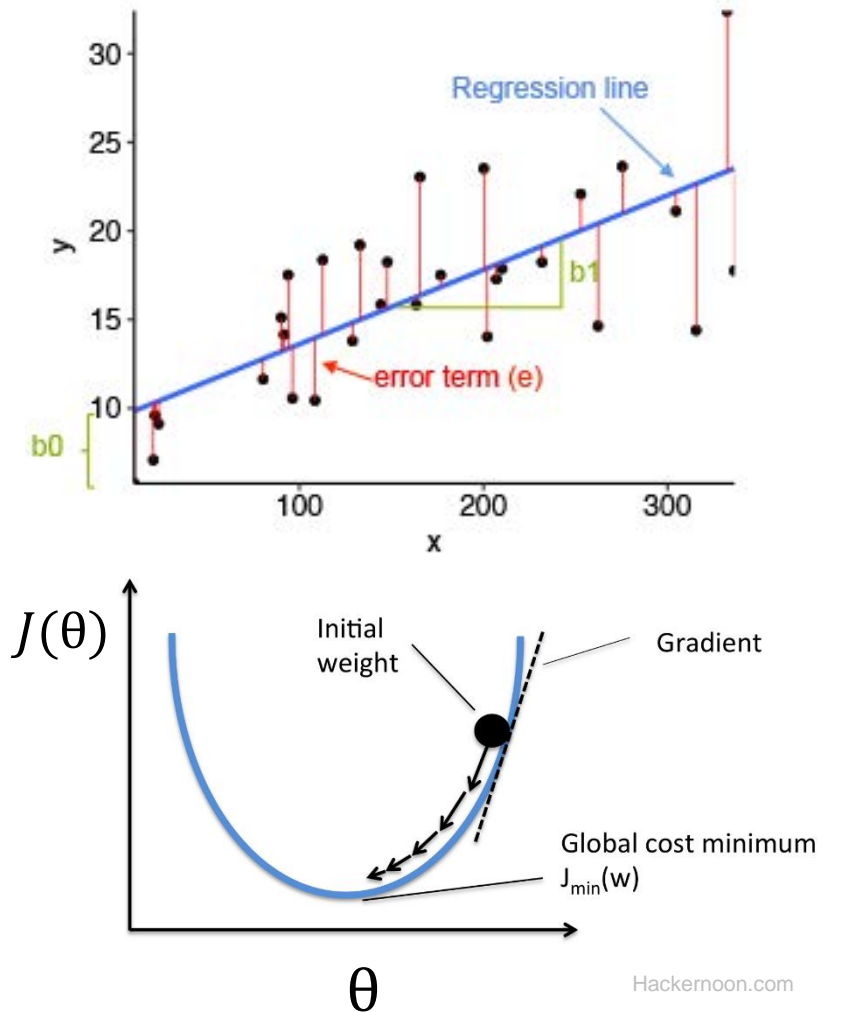 30
25
20
15
10
y
Regression line
b1
error term (e)
b0
100 200 300
x
J(θ)
Initial
weight
Gradient
Global cost minimum
Jmin(w)
θ
Hackernoon.com